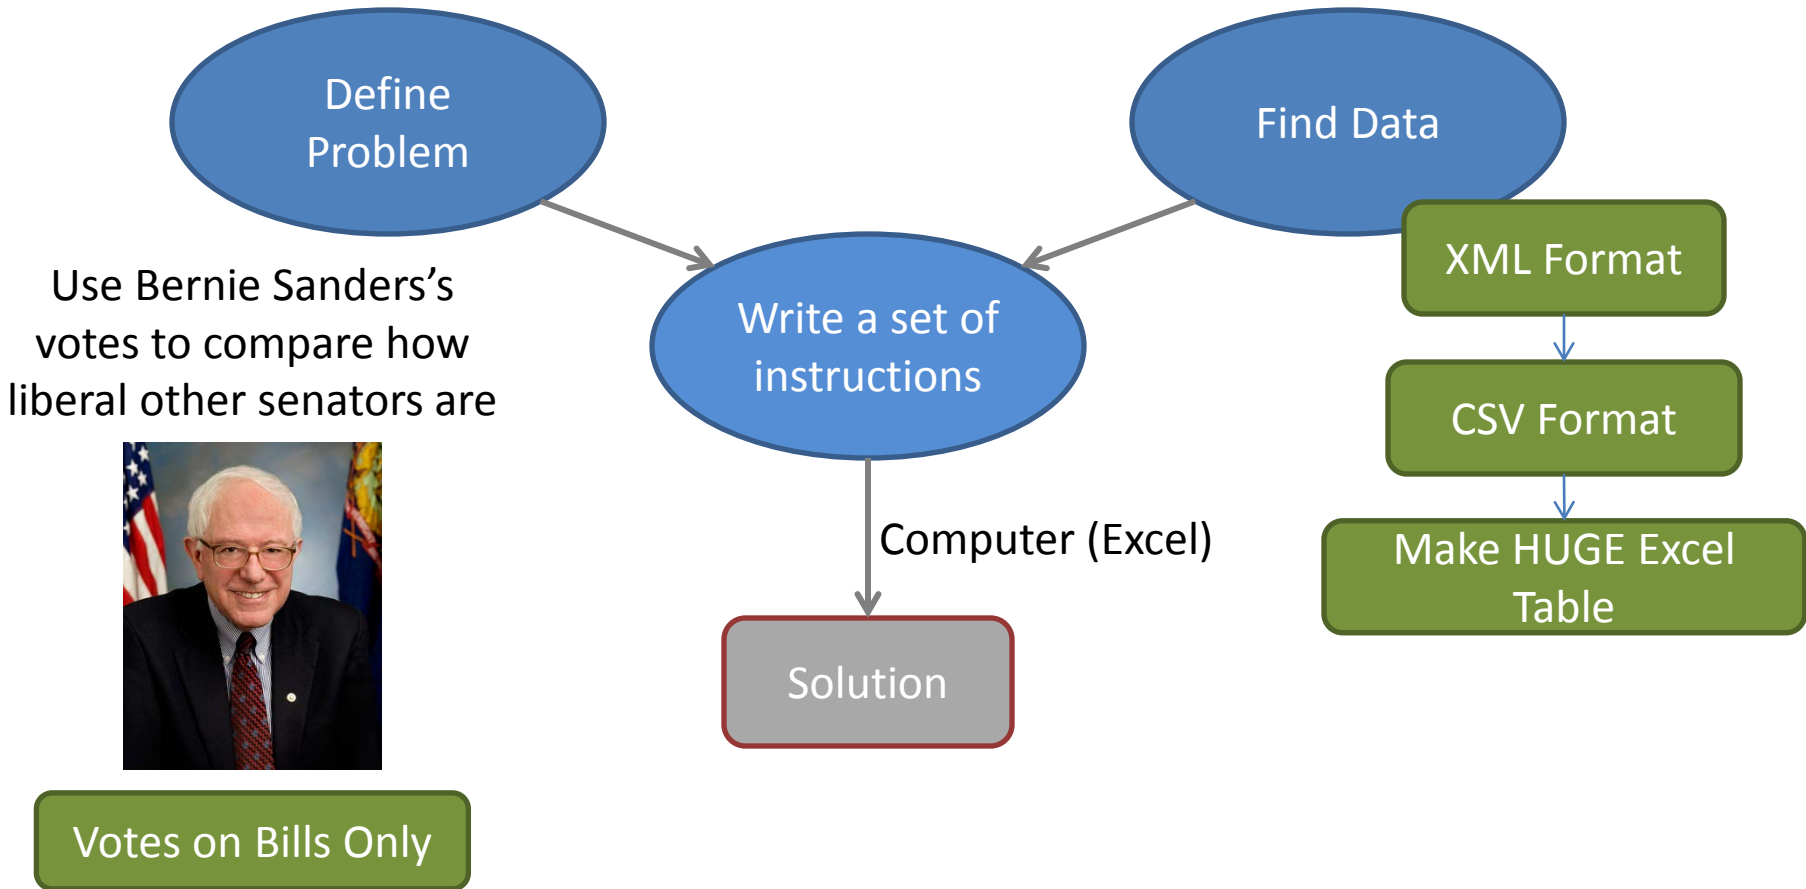 Define
Problem
Find Data
XML Format
Use Bernie Sanders’s
votes to compare how
liberal other senators are
Write a set of
instructions
CSV Format
Computer (Excel)
Make HUGE Excel
Table
Solution
Votes on Bills Only